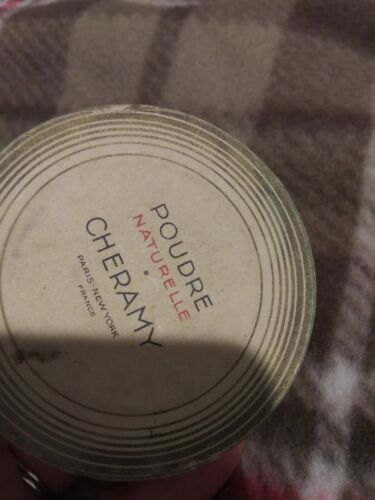 POUDRE
NATURELLE
CHERAMY
PARIS-NEW YORK
FRANCE